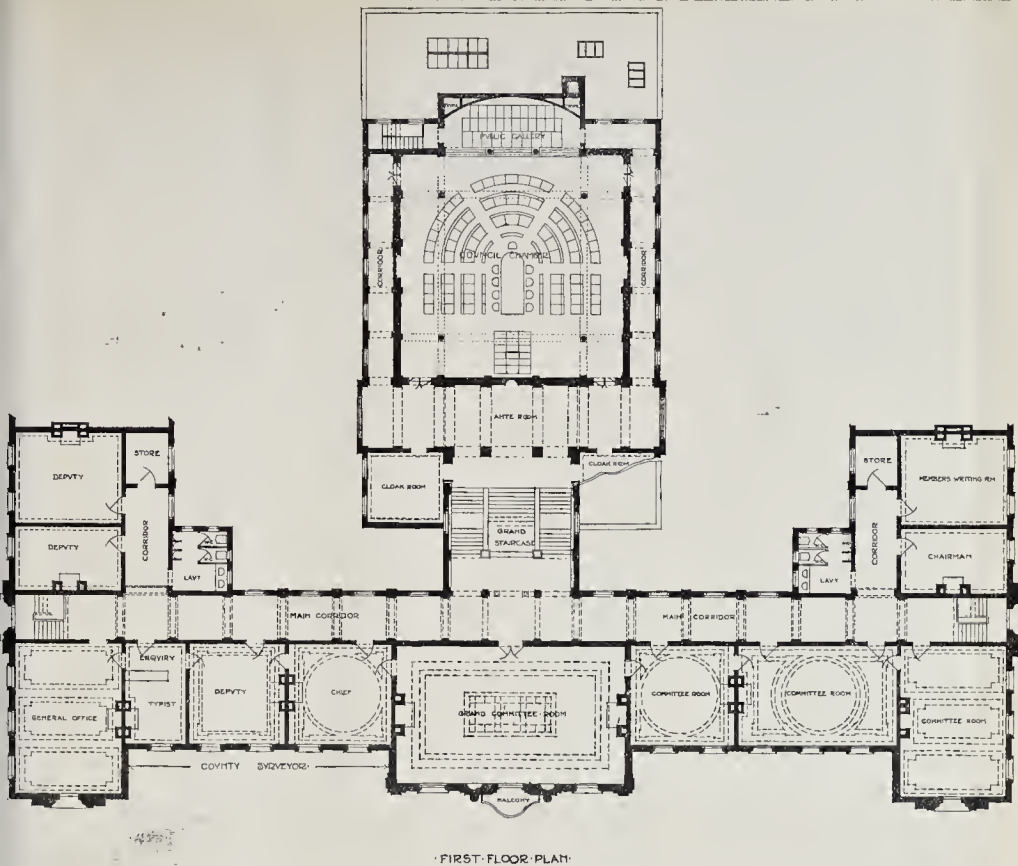 PUBLIC GALLERY
COUNCIL CHAMBER
CORRIDOR
CORRIDOR
ANTE ROOM
CLOAK ROOM
CLOAK ROOM
GRAND
STAIRCASE
DEPUTY
STORE
DEPUTY
CORRIDOR
LAVY
STORE
MEMBERS WRITING RM
CORRIDOR
CHAIRMAN
LAVY
MAIN CORRIDOR
MAIN CORRIDOR
ENQUIRY
TYPIST
DEPUTY
CHIEF
GENERAL OFFICE
GRAND COMMITTEE ROOM
COMMITTEE ROOM
COMMITTEE ROOM
COMMITTEE ROOM
COUNTY SURVEYOR
BALCONY
·FIRST·FLOOR·PLAN·